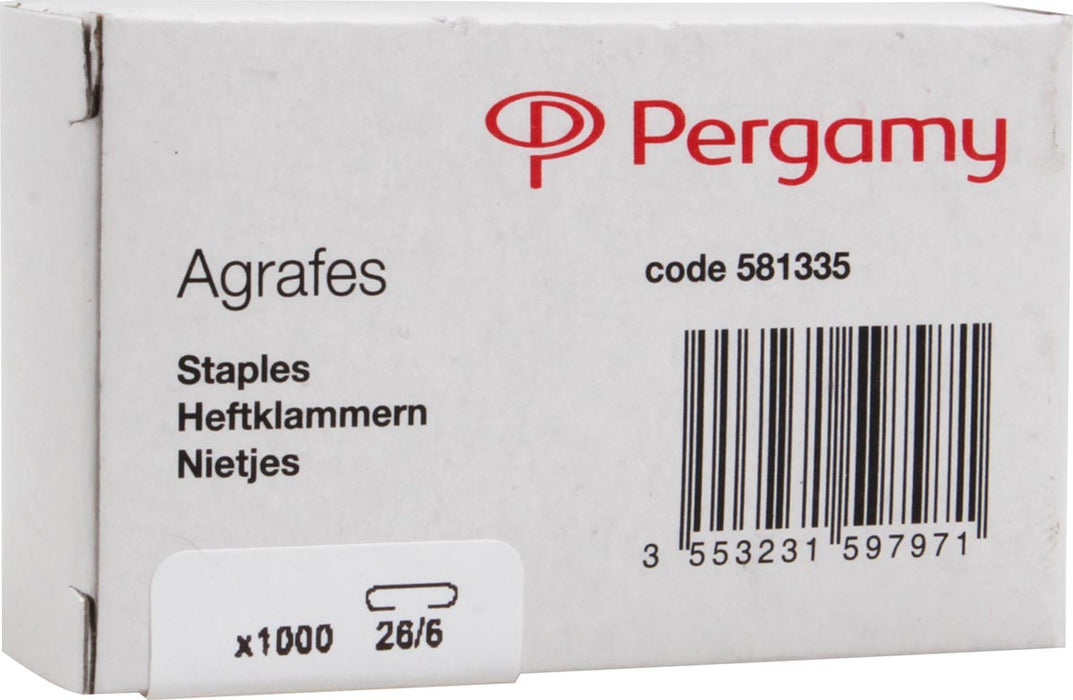 Pergamy
Agrafes
code 581335
Staples
Heftklammern
Nietjes
3 553231 597971
x1000 26/6